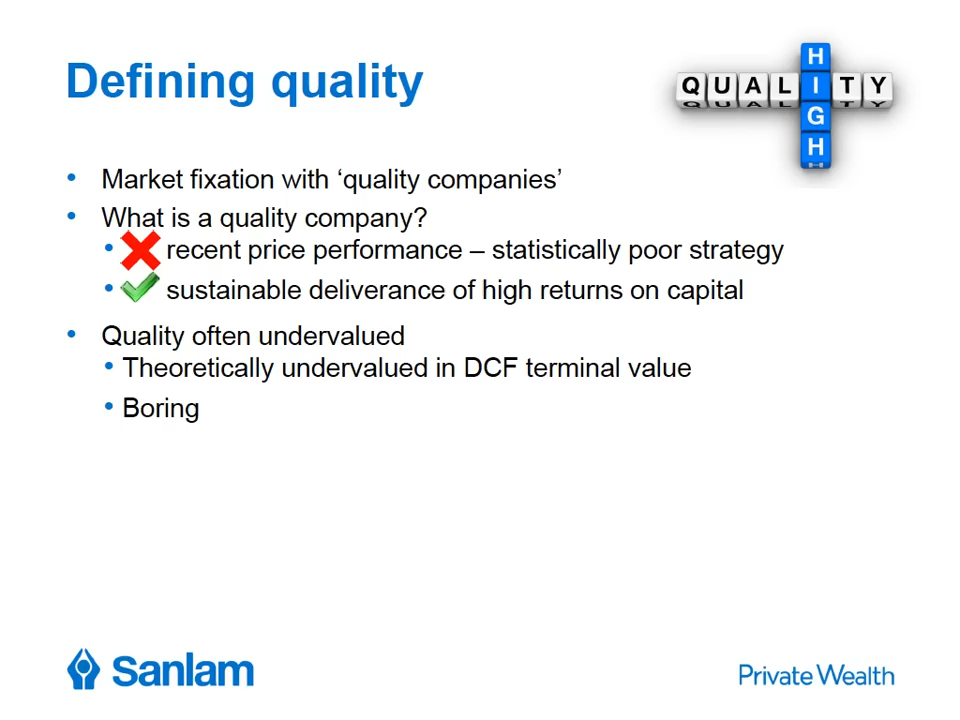 Defining quality
QUALITY
HIGH
• Market fixation with ‘quality companies’
• What is a quality company?
• recent price performance – statistically poor strategy
• sustainable deliverance of high returns on capital
• Quality often undervalued
• Theoretically undervalued in DCF terminal value
• Boring
Sanlam
Private Wealth